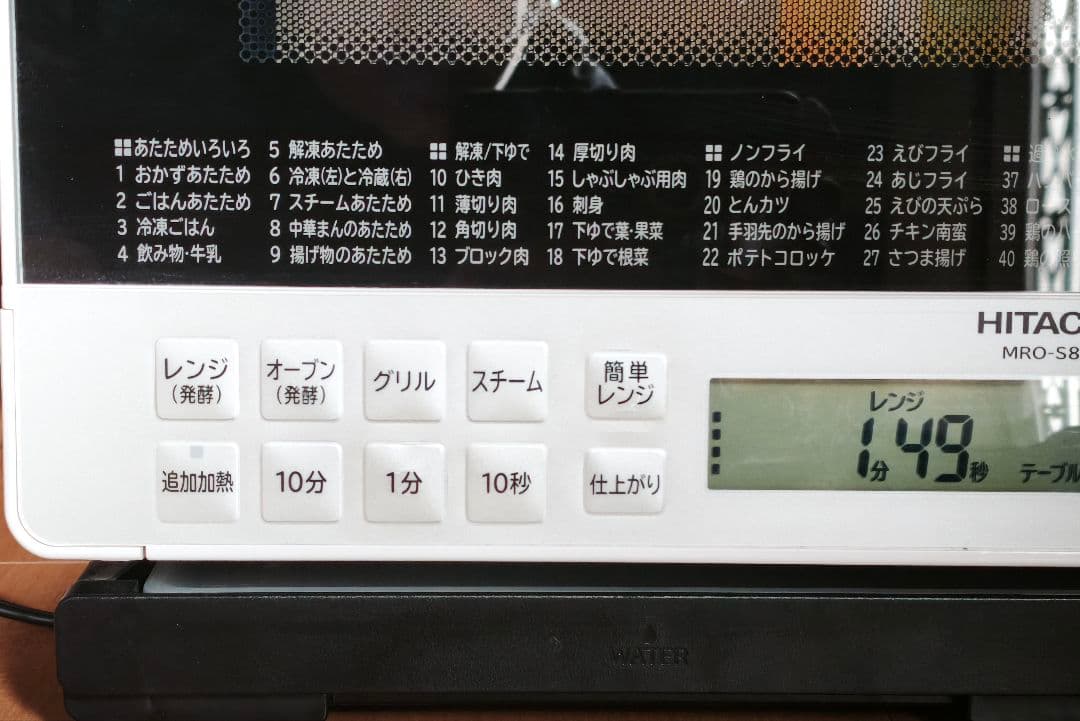 あたためいろいろ
1 おかずあたため
2 ごはんあたため
3 冷凍ごはん
4 飲み物・牛乳
5 解凍あたため
6 冷凍(左)と冷蔵(右)
7 スチームあたため
8 中華まんのあたため
9 揚げ物のあたため
解凍/下ゆで
10 ひき肉
11 薄切り肉
12 角切り肉
13 ブロック肉
14 厚切り肉
15 しゃぶしゃぶ用肉
16 刺身
17 下ゆで葉・果菜
18 下ゆで根菜
ノンフライ
19 鶏のから揚げ
20 とんカツ
21 手羽先のから揚げ
22 ポテトコロッケ
23 えびフライ
24 あじフライ
25 えびの天ぷら
26 チキン南蛮
27 さつま揚げ
37
38
39 鶏の
40 鶏の照
HITAC
MRO-S8
レンジ
(発酵)
オーブン
(発酵)
グリル
スチーム
簡単
レンジ
追加加熱
10分
1分
10秒
仕上がり
レンジ
1分49秒
テーブル
WATER